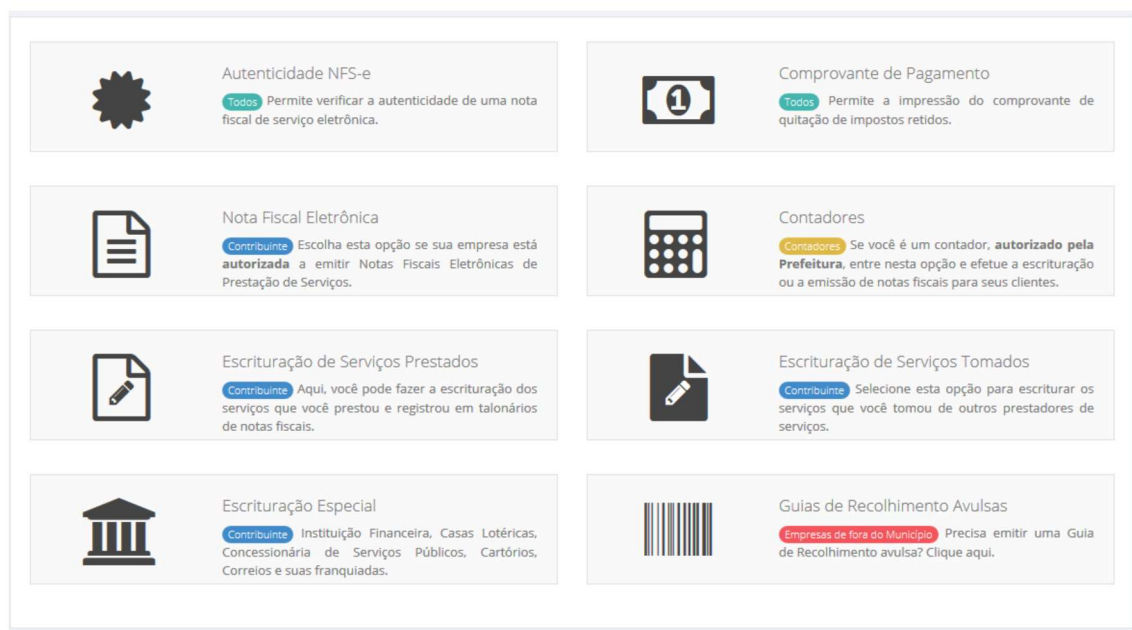 Autenticidade NFS-e
Todos Permite verificar a autenticidade de uma nota
fiscal de serviço eletrônica.
1
Comprovante de Pagamento
Todos Permite a impressão do comprovante de
quitação de impostos retidos.
Nota Fiscal Eletrônica
Contribuinte Escolha esta opção se sua empresa está
autorizada a emitir Notas Fiscais Eletrônicas de
Prestação de Serviços.
Contadores
Contadores Se você é um contador, autorizado pela
Prefeitura, entre nesta opção e efetue a escrituração
ou a emissão de notas fiscais para seus clientes.
Escrituração de Serviços Prestados
Contribuinte Aqui, você pode fazer a escrituração dos
serviços que você prestou e registrou em talonários
de notas fiscais.
Escrituração de Serviços Tomados
Contribuinte Selecione esta opção para escriturar os
serviços que você tomou de outros prestadores de
serviços.
Escrituração Especial
Contribuinte Instituição Financeira, Casas Lotéricas,
Concessionária de Serviços Públicos, Cartórios,
Correios e suas franquiadas.
Guias de Recolhimento Avulsas
Empresas de fora do Município Precisa emitir uma Guia
de Recolhimento avulsa? Clique aqui.